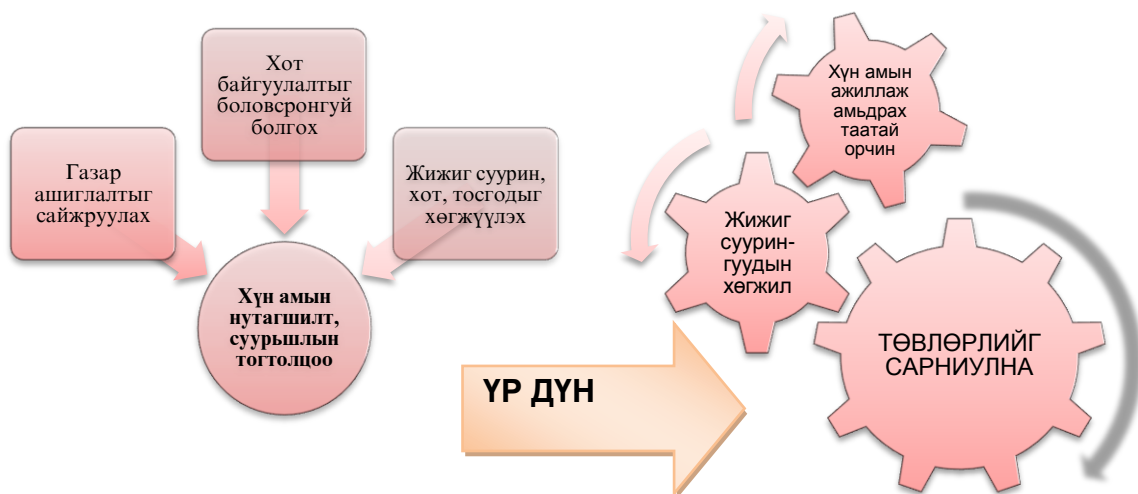 Хот
байгуулалтыг
боловсронгуй
болгох
Газар
ашиглалтыг
сайжруулах
Жижиг суурин,
хот, тосгодыг
хөгжүүлэх
Хүн амын
нутагшилт,
суурьшлын
тогтолцоо
ҮР ДҮН
Хүн амын
ажиллаж
амьдрах
таатай
орчин
Жижиг
суурин-
гуудын
хөгжил
ТӨВЛӨРЛИЙГ
САРНИУЛНА